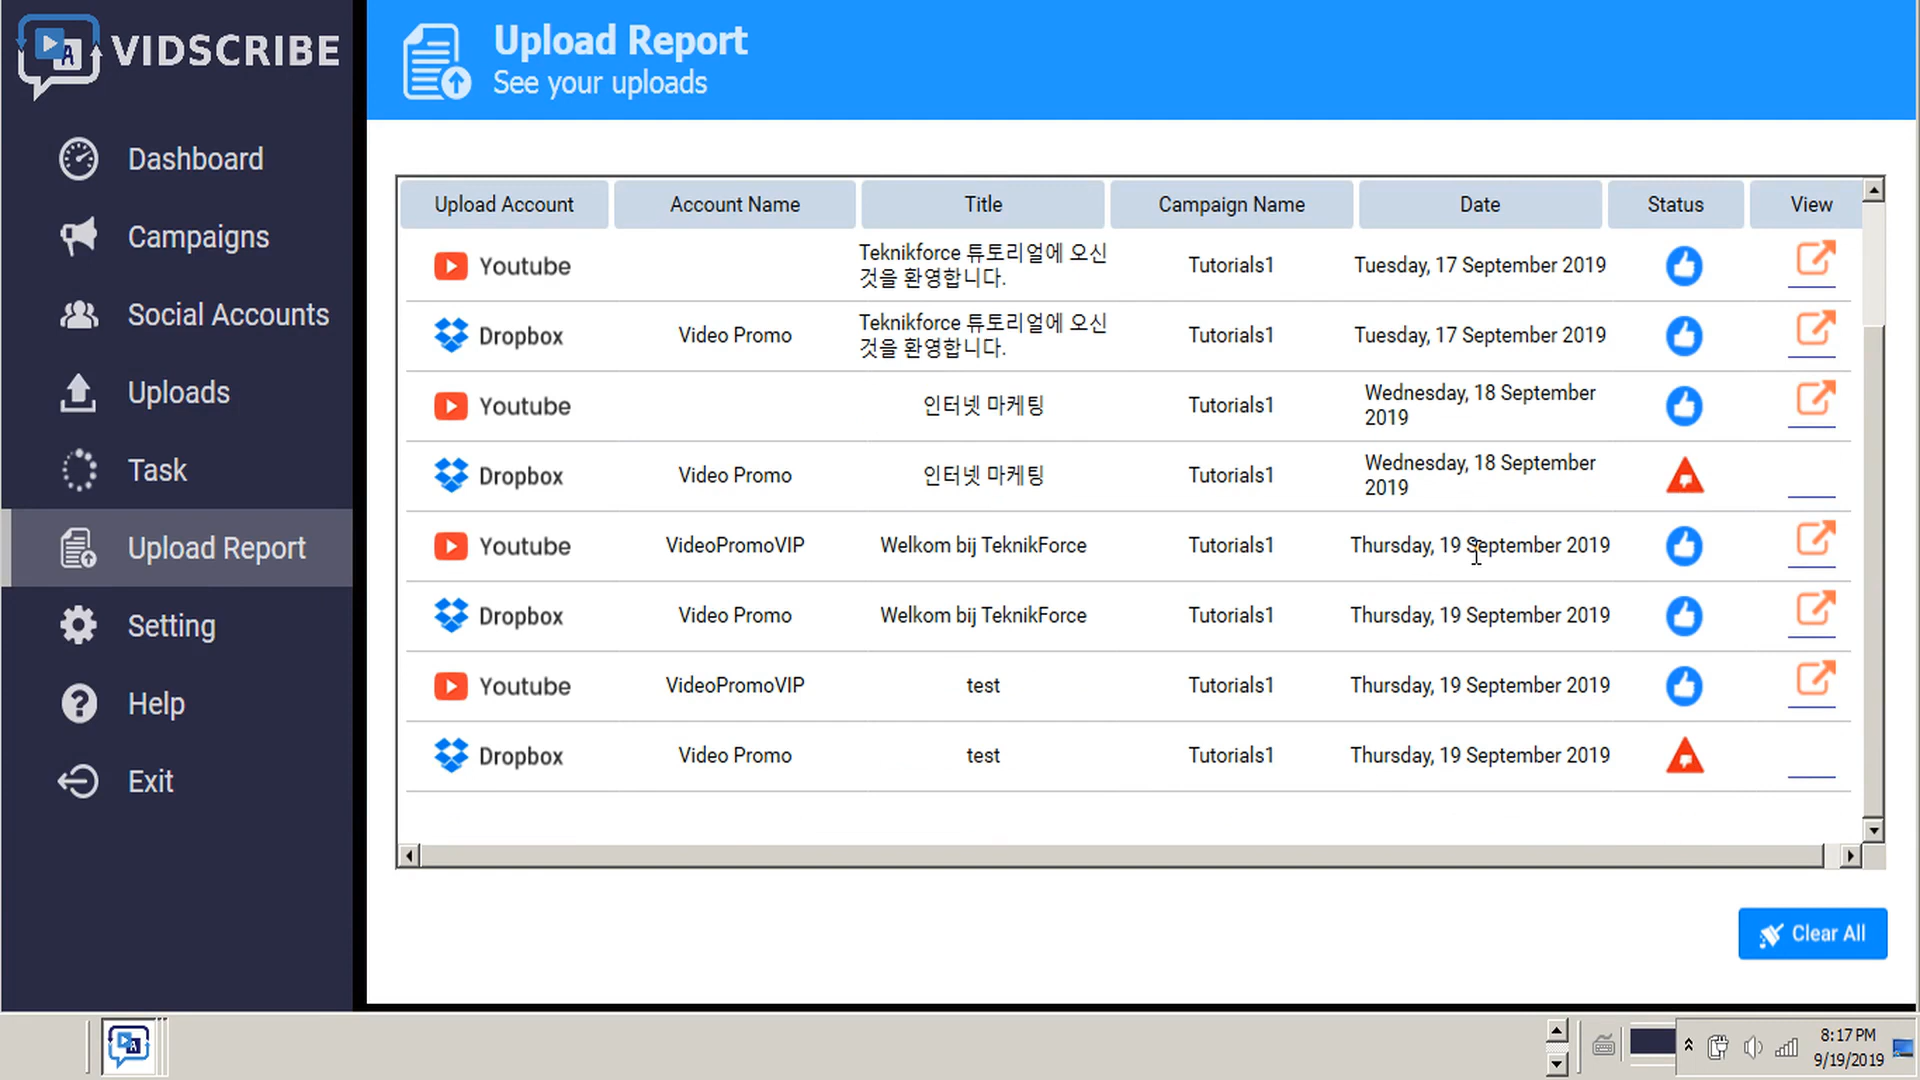 VIDSCRIBE
A
Upload Report
See your uploads
Dashboard
Campaigns
Social Accounts
Uploads
Task
Upload Report
Setting
Help
Exit
Upload Account Account Name Title Campaign Name Date Status View
Youtube Teknikforce 튜토리얼에 오신
것을 환영합니다. Tutorials1 Tuesday, 17 September 2019
Dropbox Video Promo Teknikforce 튜토리얼에 오신
것을 환영합니다. Tutorials1 Tuesday, 17 September 2019
Youtube 인터넷 마케팅 Tutorials1 Wednesday, 18 September
2019
Dropbox Video Promo 인터넷 마케팅 Tutorials1 Wednesday, 18 September
2019
Youtube VideoPromoVIP Welkom bij TeknikForce Tutorials1 Thursday, 19 September 2019
Dropbox Video Promo Welkom bij TeknikForce Tutorials1 Thursday, 19 September 2019
Youtube VideoPromoVIP test Tutorials1 Thursday, 19 September 2019
Dropbox Video Promo test Tutorials1 Thursday, 19 September 2019
Clear All
A
8:17 PM
9/19/2019